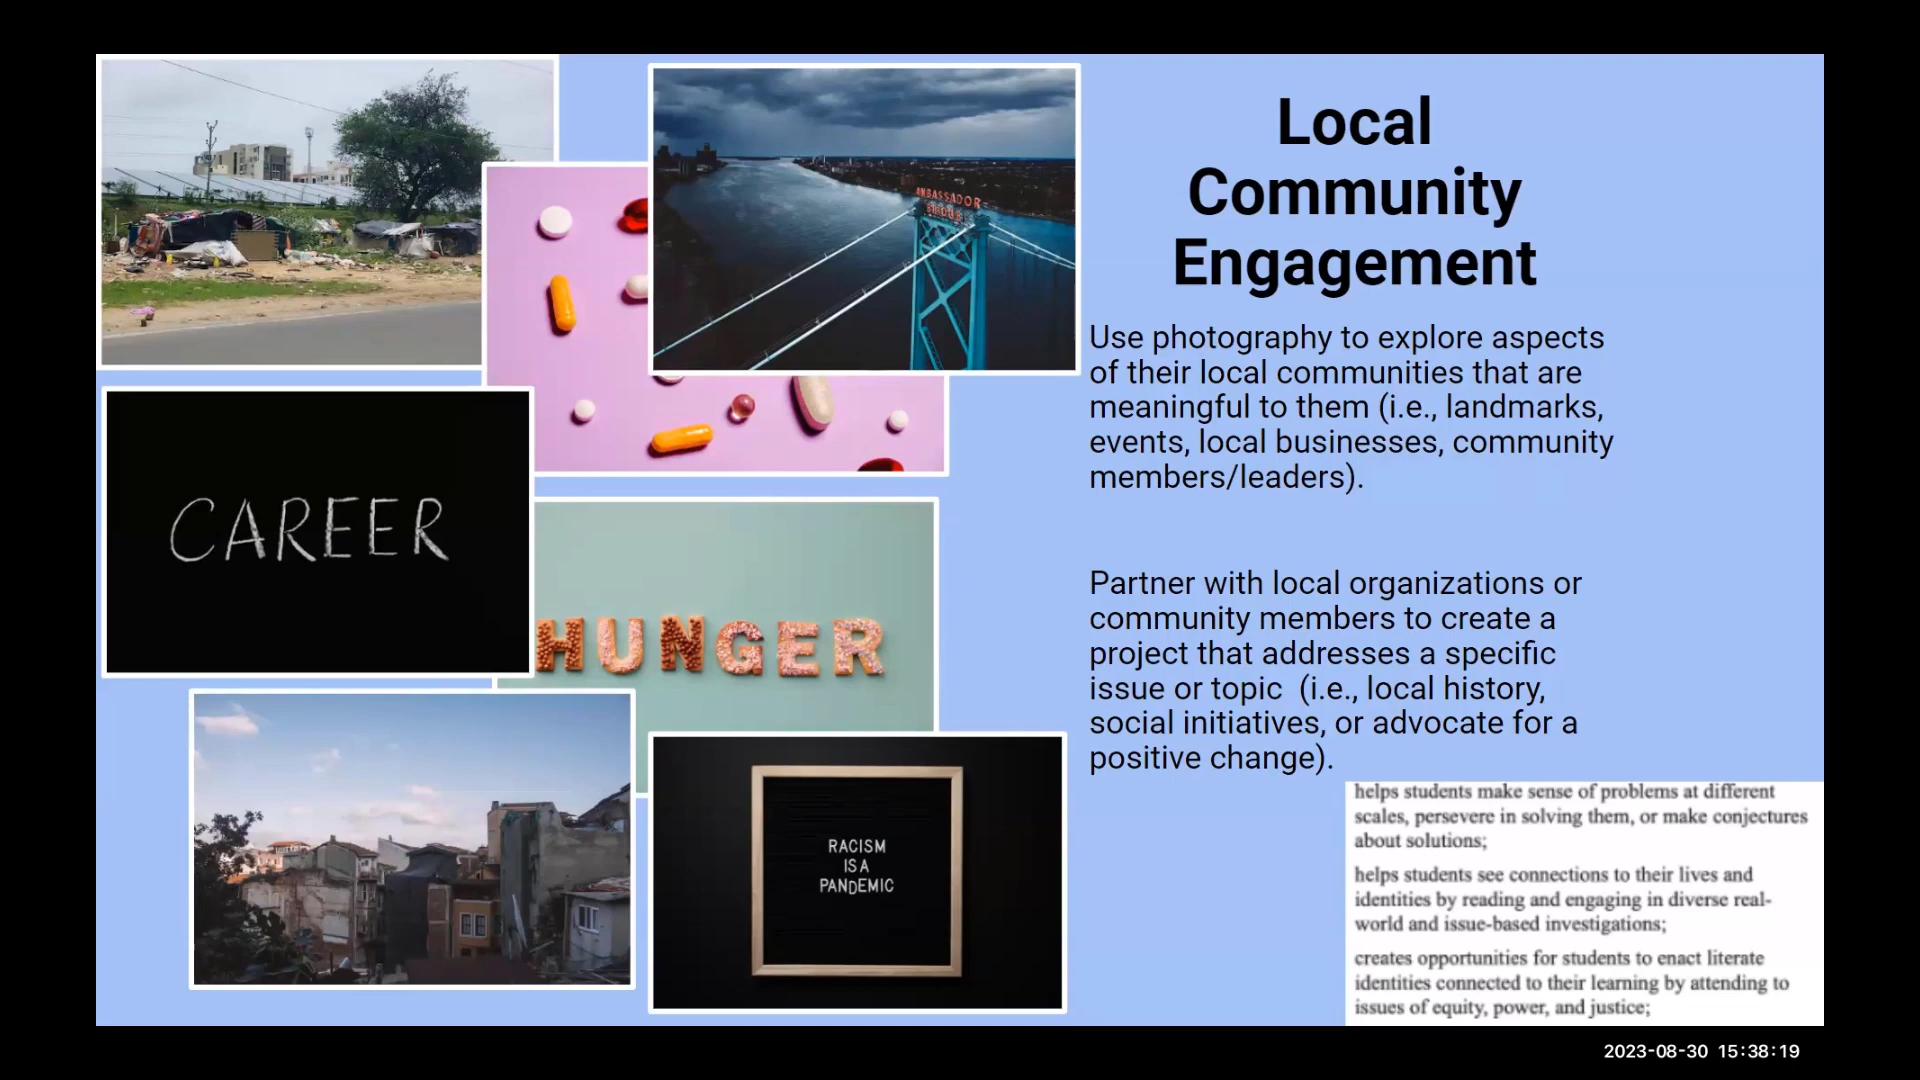 Local
Community
Engagement
Use photography to explore aspects
of their local communities that are
meaningful to them (i.e., landmarks,
events, local businesses, community
members/leaders).
Partner with local organizations or
community members to create a
project that addresses a specific
issue or topic  (i.e., local history,
social initiatives, or advocate for a
positive change).
helps students make sense of problems at different
scales, persevere in solving them, or make conjectures
about solutions;
helps students see connections to their lives and
identities by reading and engaging in diverse real-
world and issue-based investigations;
creates opportunities for students to enact literate
identities connected to their learning by attending to
issues of equity, power, and justice;
AMBASSADOR
BRIDGE
CAREER
HUNGER
RACISM
IS A
PANDEMIC
2023-08-30 15:38:19